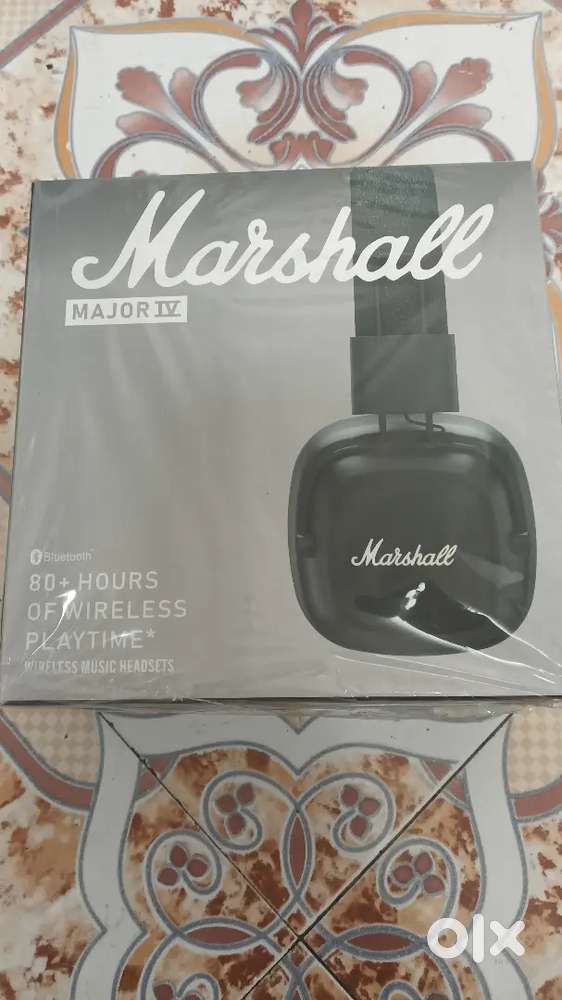 Marshall
MAJOR IV
Bluetooth
80+ HOURS
OF WIRELESS
PLAYTIME*
WIRELESS MUSIC HEADSETS
Marshall
olx